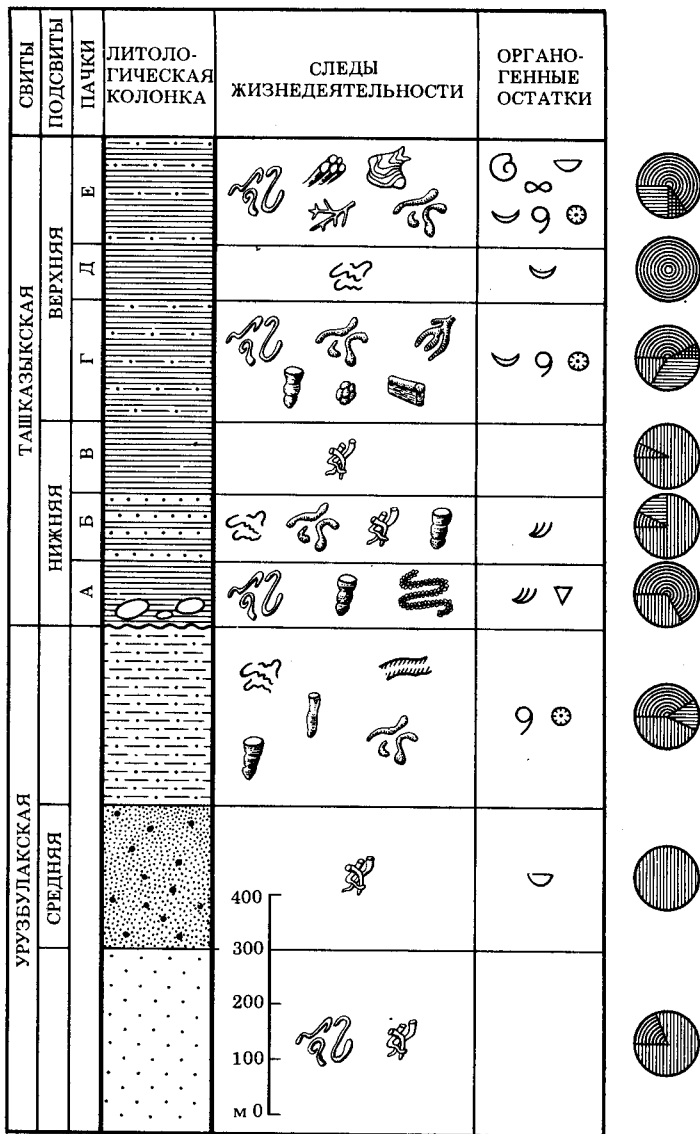 СВИТЫ
ПОДСВИТЫ
ПАЧКИ
ЛИТОЛО-
ГИЧЕСКАЯ
КОЛОНКА
СЛЕДЫ
ЖИЗНЕДЕЯТЕЛЬНОСТИ
ОРГАНО-
ГЕННЫЕ
ОСТАТКИ
ТАШКАЗЫКСКАЯ
ВЕРХНЯЯ
Е
Д
Г
НИЖНЯЯ
В
Б
А
УРУЗБУЛАКСКАЯ
СРЕДНЯЯ
400
300
200
100
м 0